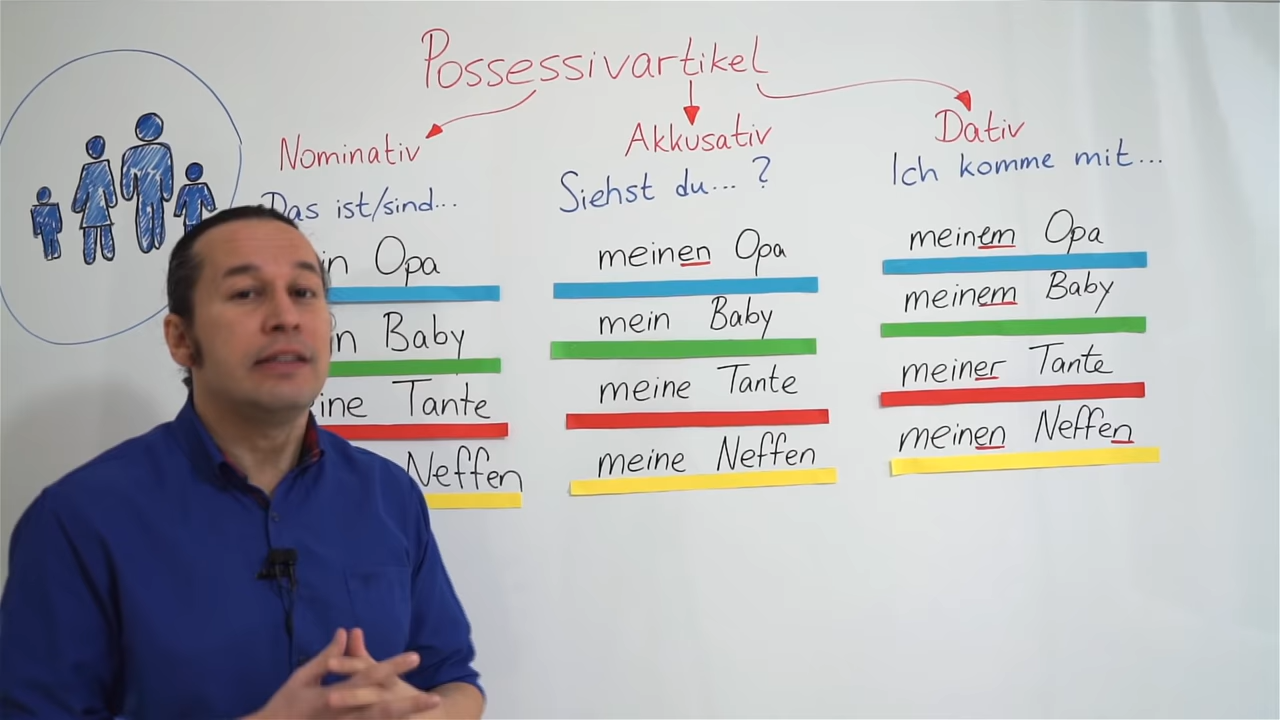 Possessivartikel
Nominativ
Das ist/sind...
Opa
Baby
Tante
Neffen
Akkusativ
Siehst du... ?
meinen Opa
mein Baby
meine Tante
meine Neffen
Dativ
Ich komme mit...
meinem Opa
meinem Baby
meiner Tante
meinen Neffen